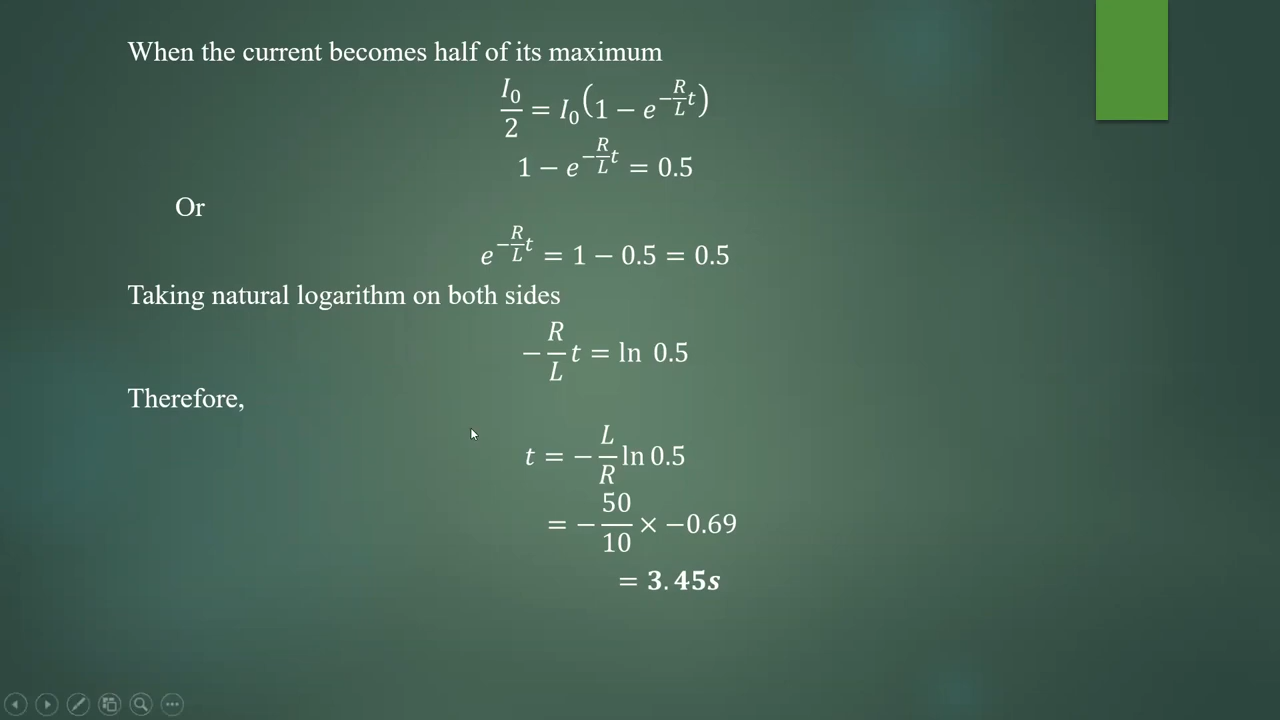 When the current becomes half of its maximum
I₀/2 = I₀(1 − e^(−(R/L)t))
1 − e^(−(R/L)t) = 0.5
Or
e^(−(R/L)t) = 1 − 0.5 = 0.5
Taking natural logarithm on both sides
−(R/L)t = ln 0.5
Therefore,
t = −(L/R) ln 0.5
= −(50/10) × −0.69
= 3.45s